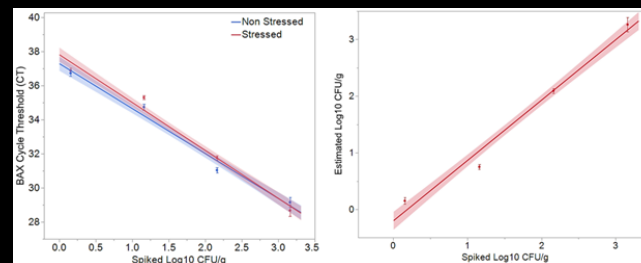 Non Stressed
Stressed
BAX Cycle Threshold (CT)
40
38
36
34
32
30
28
0.0 0.5 1.0 1.5 2.0 2.5 3.0 3.5
Spiked Log10 CFU/g
Estimated Log10 CFU/g
3
2
1
0
0 1 2 3
Spiked Log10 CFU/g